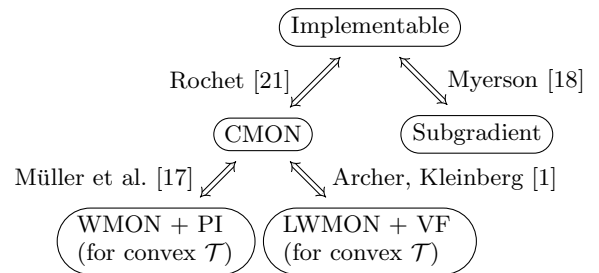 Implementable
Rochet [21]
Myerson [18]
CMON
Subgradient
Müller et al. [17]
Archer, Kleinberg [1]
WMON + PI
(for convex 𝒯)
LWMON + VF
(for convex 𝒯)